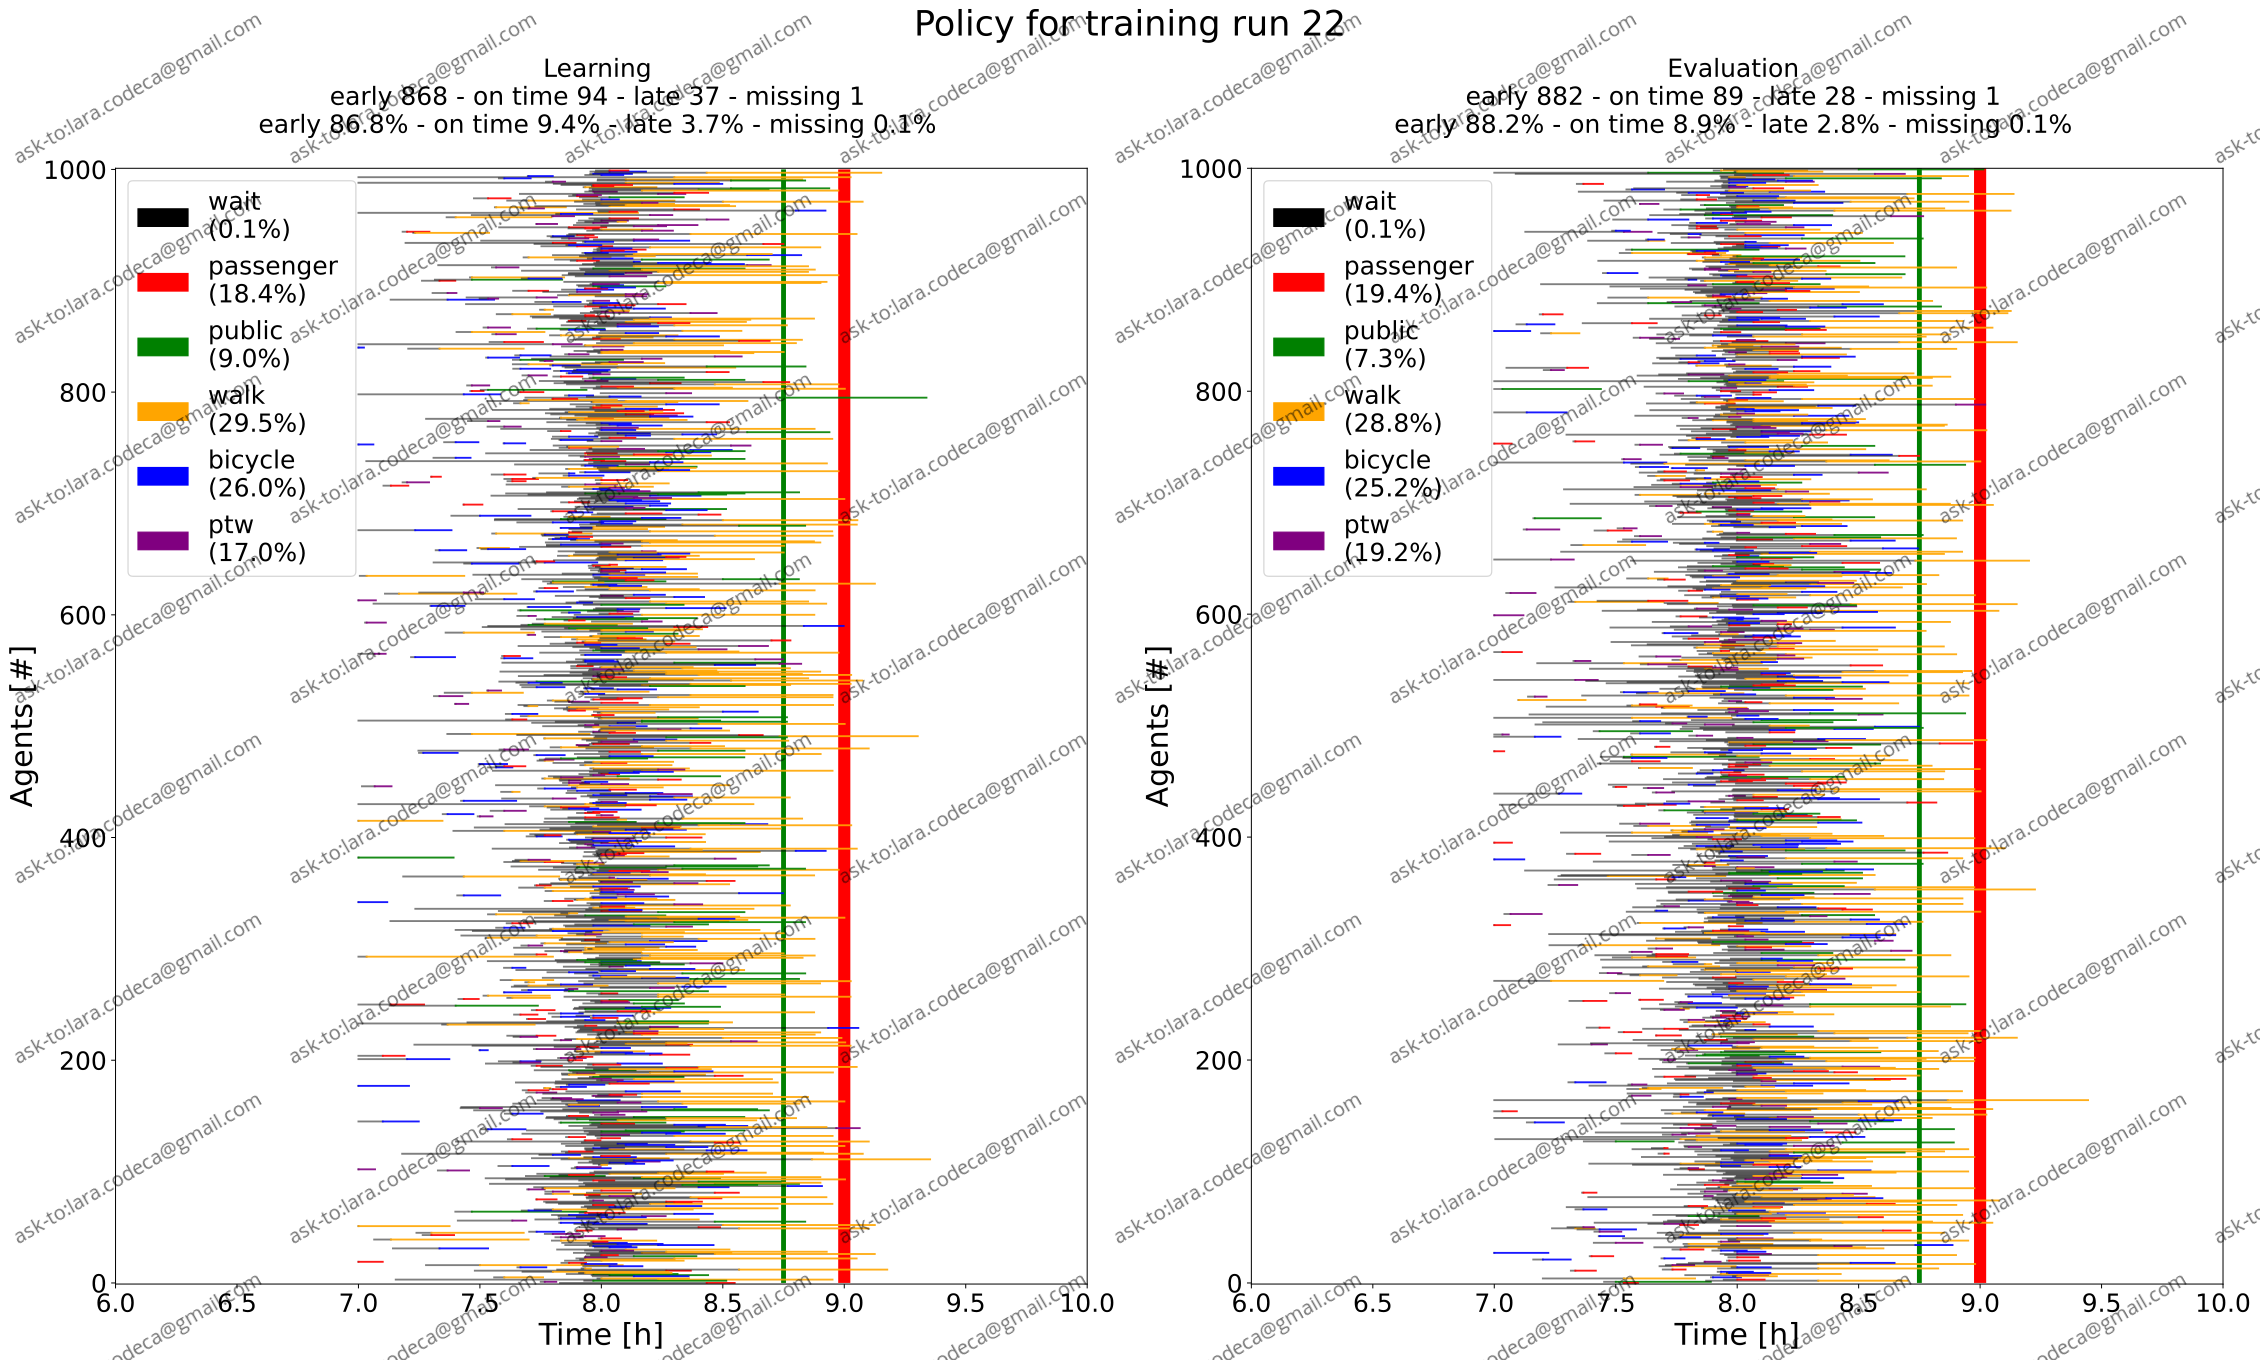 Policy for training run 22
Learning
early 868 - on time 94 - late 37 - missing 1
early 86.8% - on time 9.4% - late 3.7% - missing 0.1%
Evaluation
early 882 - on time 89 - late 28 - missing 1
early 88.2% - on time 8.9% - late 2.8% - missing 0.1%
Agents [#]
1000
800
600
400
200
0
wait
(0.1%)
passenger
(18.4%)
public
(9.0%)
walk
(29.5%)
bicycle
(26.0%)
ptw
(17.0%)
6.0 6.5 7.0 7.5 8.0 8.5 9.0 9.5 10.0
Time [h]
Agents [#]
1000
800
600
400
200
0
wait
(0.1%)
passenger
(19.4%)
public
(7.3%)
walk
(28.8%)
bicycle
(25.2%)
ptw
(19.2%)
6.0 6.5 7.0 7.5 8.0 8.5 9.0 9.5 10.0
Time [h]
ask-to:lara.codeca@gmail.com